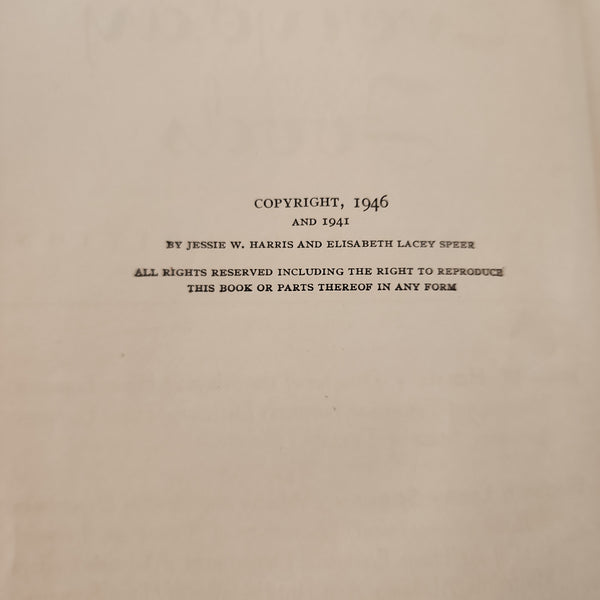 COPYRIGHT, 1946
AND 1941
BY JESSIE W. HARRIS AND ELISABETH LACEY SPEER
ALL RIGHTS RESERVED INCLUDING THE RIGHT TO REPRODUCE
THIS BOOK OR PARTS THEREOF IN ANY FORM